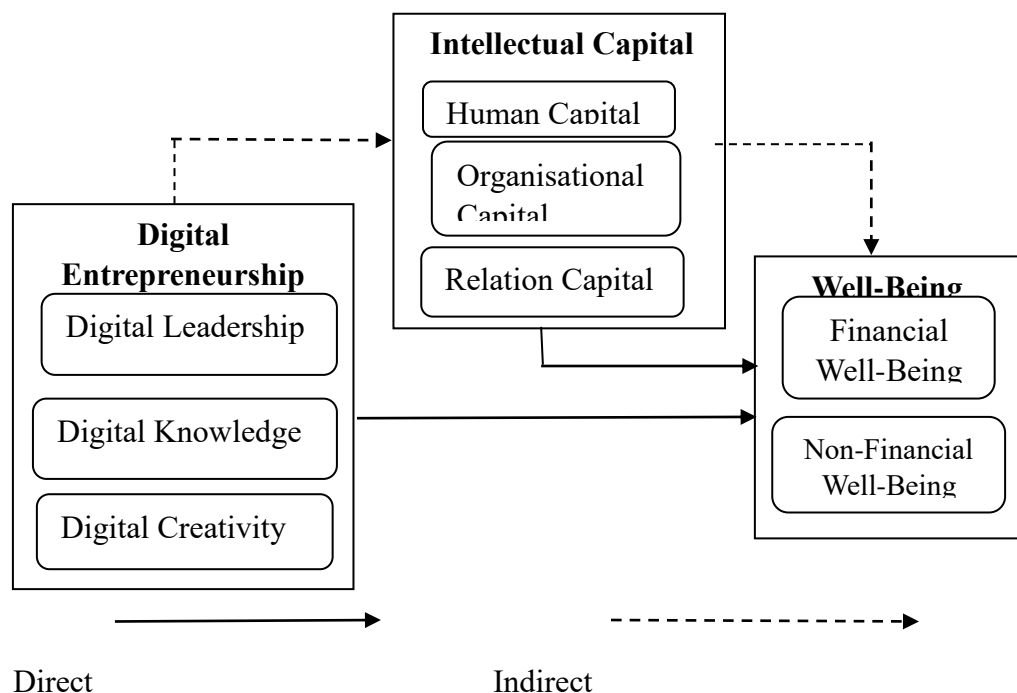 Intellectual Capital
Human Capital
Organisational
Capital
Relation Capital
Digital
Entrepreneurship
Digital Leadership
Digital Knowledge
Digital Creativity
Well-Being
Financial
Well-Being
Non-Financial
Well-Being
Direct
Indirect